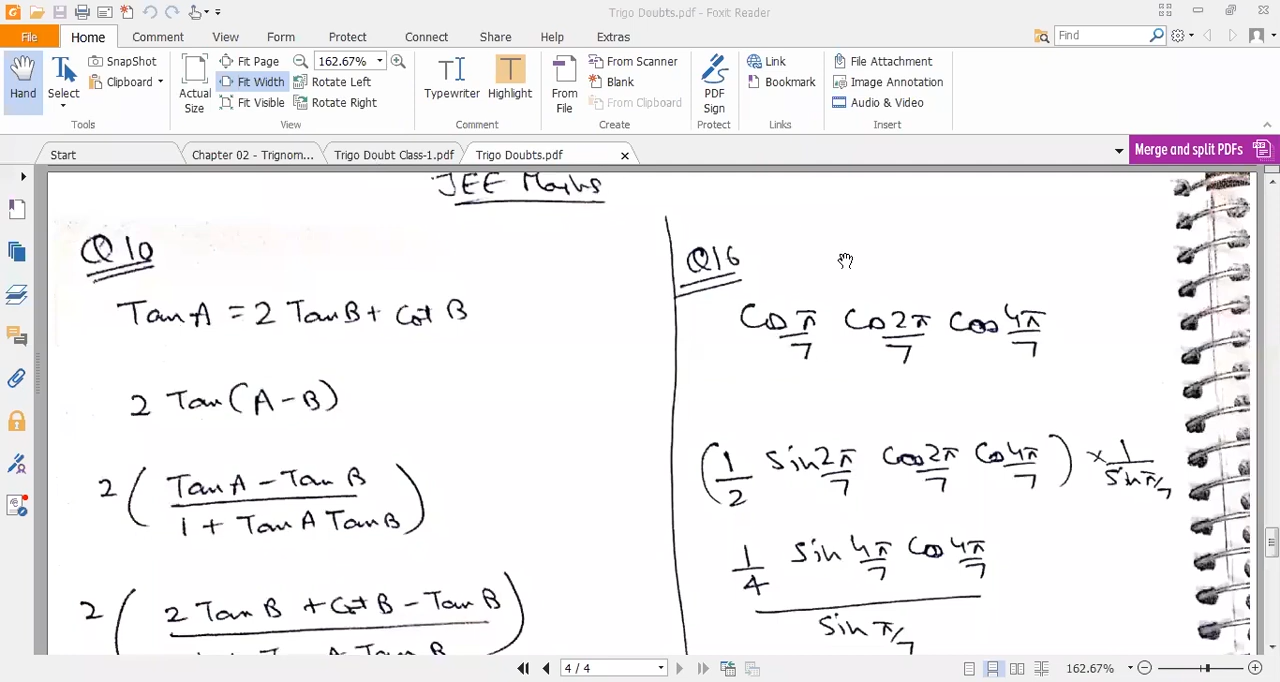 Trigo Doubts.pdf - Foxit Reader
File Home Comment View Form Protect Connect Share Help Extras Find
Hand Select SnapShot Clipboard Actual Size Fit Page Fit Width Fit Visible 162.67% Rotate Left Rotate Right Typewriter Highlight From File From Scanner Blank From Clipboard PDF Sign Link Bookmark File Attachment Image Annotation Audio & Video
Tools View Comment Create Protect Links Insert
Start Chapter 02 - Trignom... Trigo Doubt Class-1.pdf Trigo Doubts.pdf Merge and split PDFs
JEE Mains
Q10
Tan A = 2 Tan B + Cot B
2 Tan (A - B)
2 ( Tan A - Tan B / 1 + Tan A Tan B )
2 ( 2 Tan B + Cot B - Tan B
Q16
Cos π/7 Cos 2π/7 Cos 4π/7
( 1/2 Sin 2π/7 Cos 2π/7 Cos 4π/7 ) × 1/Sin π/7
1/4 Sin 4π/7 Cos 4π/7
Sin π/7
4 / 4 162.67%